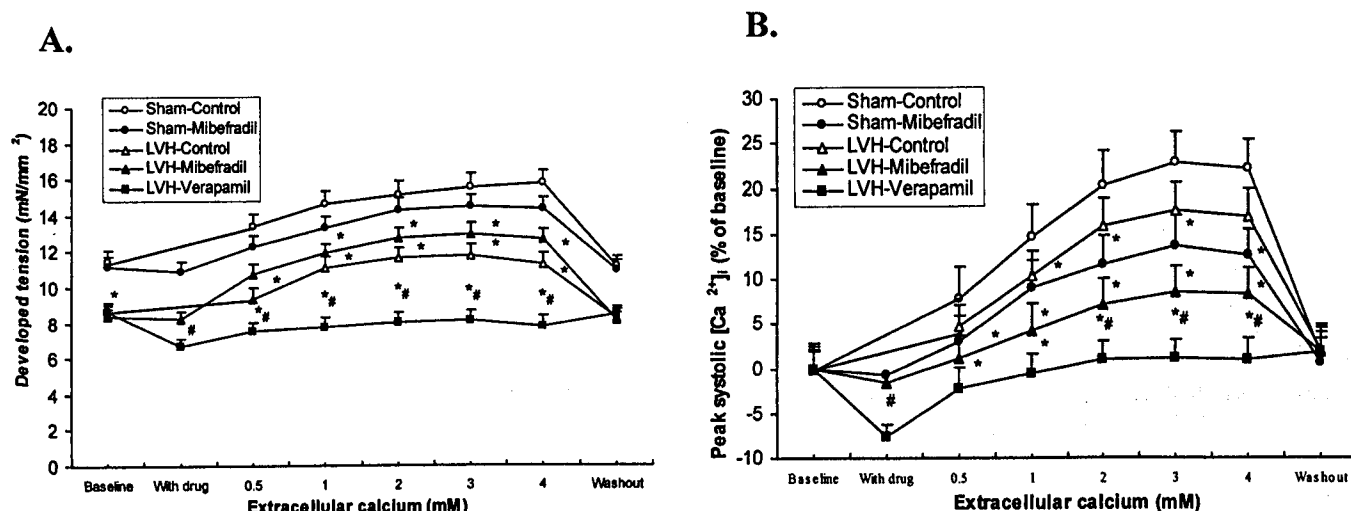 A.
Developed tension (mN/mm 2)
20
18
16
14
12
10
8
6
4
2
0
Sham-Control
Sham-Mibefradil
LVH-Control
LVH-Mibefradil
LVH-Verapamil
* # * # * * # * * * # * * * # * * * # *
Baseline With drug 0.5 1 2 3 4 Washout
Extracellular calcium (mM)
B.
Peak systolic [Ca 2+]i (% of baseline)
30
25
20
15
10
5
0
-5
-10
Sham-Control
Sham-Mibefradil
LVH-Control
LVH-Mibefradil
LVH-Verapamil
# * * * * * * * * # * * * # * * * #
Baseline With drug 0.5 1 2 3 4 Washout
Extracellular calcium (mM)